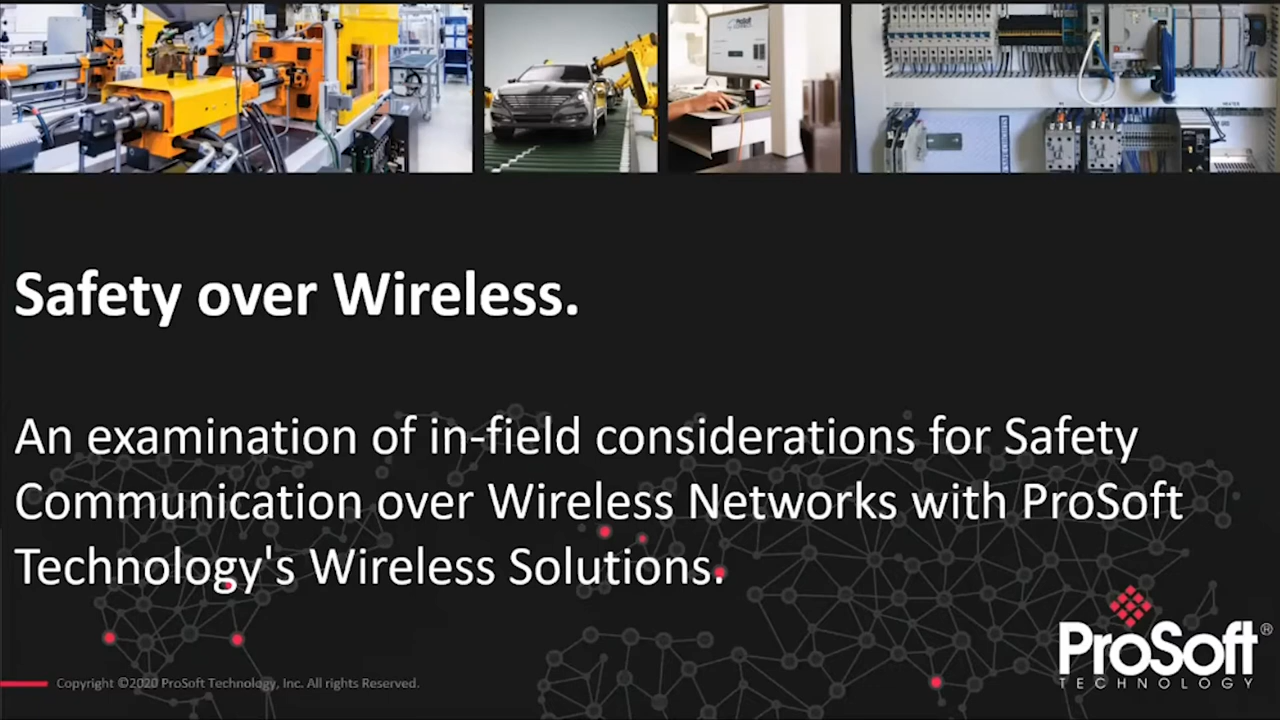 ProSoft
Safety over Wireless.
An examination of in-field considerations for Safety
Communication over Wireless Networks with ProSoft
Technology's Wireless Solutions.
ProSoft®
TECHNOLOGY
Copyright ©2020 ProSoft Technology, Inc. All rights Reserved.